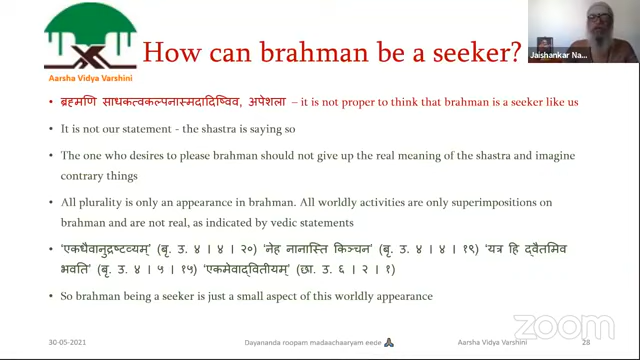 Aarsha Vidya Varshini
How can brahman be a seeker?
Jaishankar Na...
• ब्रह्मणि साधकत्वकल्पनास्मदादिष्विव, अपेशला – it is not proper to think that brahman is a seeker like us
• It is not our statement - the shastra is saying so
• The one who desires to please brahman should not give up the real meaning of the shastra and imagine
contrary things
• All plurality is only an appearance in brahman. All worldly activities are only superimpositions on
brahman and are not real, as indicated by vedic statements
• ‘एकधैवानुद्रष्टव्यम्’ (बृ. उ. ४ । ४ । २०) ‘नेह नानास्ति किञ्चन’ (बृ. उ. ४ । ४ । १९) ‘यत्र हि द्वैतमिव
भवति’ (बृ. उ. ४ । ५ । १५) ‘एकमेवाद्वितीयम्’ (छा. उ. ६ । २ । १)
• So brahman being a seeker is just a small aspect of this worldly appearance
zoom
30-05-2021 Dayananda roopam madaachaaryam eede 🙏 Aarsha Vidya Varshini 28